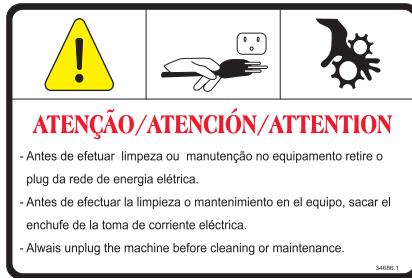 ATENÇÃO/ATENCIÓN/ATTENTION
- Antes de efetuar limpeza ou manutenção no equipamento retire o
plug da rede de energia elétrica.
- Antes de efectuar la limpieza o mantenimiento en el equipo, sacar el
enchufe de la toma de corriente eléctrica.
- Alwais unplug the machine before cleaning or maintenance.
34686.1